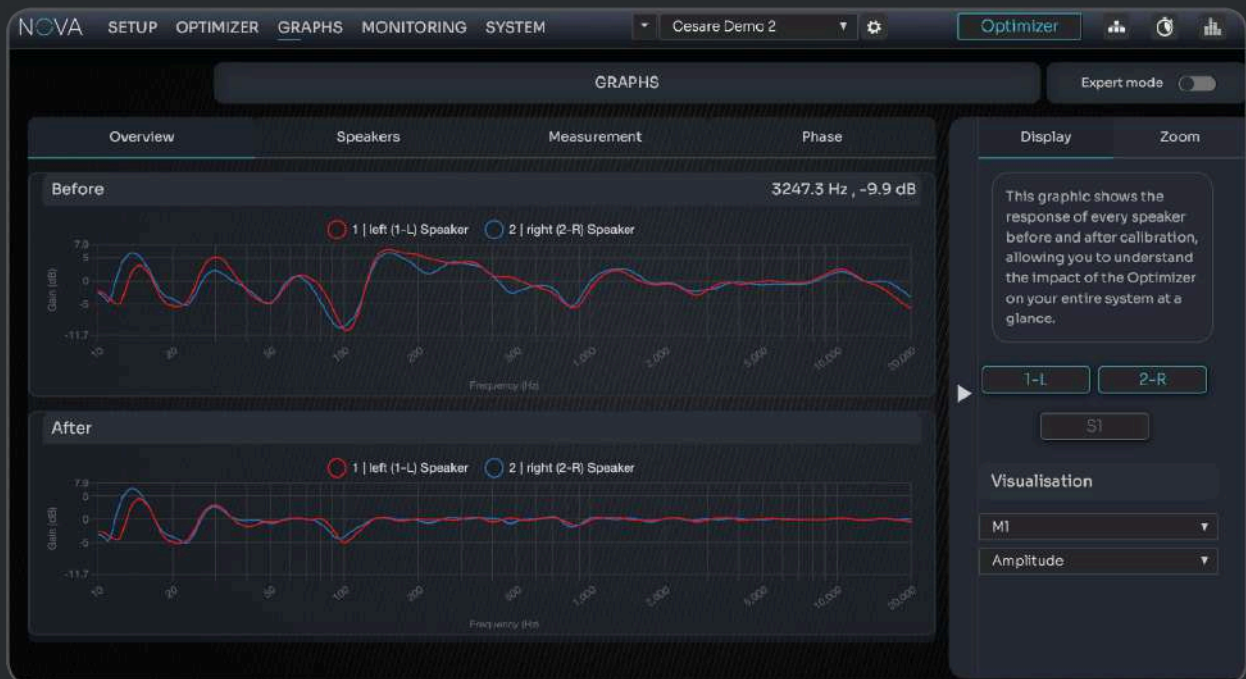 NOVA SETUP OPTIMIZER GRAPHS MONITORING SYSTEM Cesare Demo 2 Optimizer
GRAPHS
Expert mode
Overview Speakers Measurement Phase
Before 3247.3 Hz , -9.9 dB
1 | left (1-L) Speaker 2 | right (2-R) Speaker
Gain (dB)
7.9
5
0
-5
-11.7
10 20 50 100 200 500 1,000 2,000 5,000 10,000 20,000
Frequency (Hz)
After
1 | left (1-L) Speaker 2 | right (2-R) Speaker
Gain (dB)
7.9
5
0
-5
-11.7
10 20 50 100 200 500 1,000 2,000 5,000 10,000 20,000
Frequency (Hz)
Display Zoom
This graphic shows the
response of every speaker
before and after calibration,
allowing you to understand
the impact of the Optimizer
on your entire system at a
glance.
1-L 2-R
S1
Visualisation
M1
Amplitude